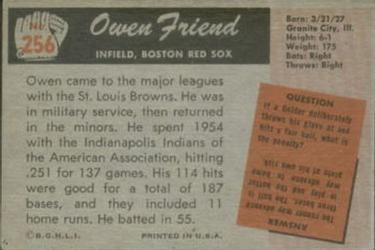 No.
256
Owen Friend
INFIELD, BOSTON RED SOX
Born: 3/21/27
Granite City, Ill.
Height: 6-1
Weight: 175
Bats: Right
Throws: Right
Owen came to the major leagues
with the St. Louis Browns. He was
in military service, then returned
in the minors. He spent 1954
with the Indianapolis Indians of
the American Association, hitting
.251 for 137 games. His 114 hits
were good for a total of 187
bases, and they included 11
home runs. He batted in 55.
©B.G.H.L.I. PRINTED IN U.S.A.
QUESTION
If a fielder deliberately
throws his glove at and
hits a fair ball, what is
the penalty?
ANSWER
The runner may advance